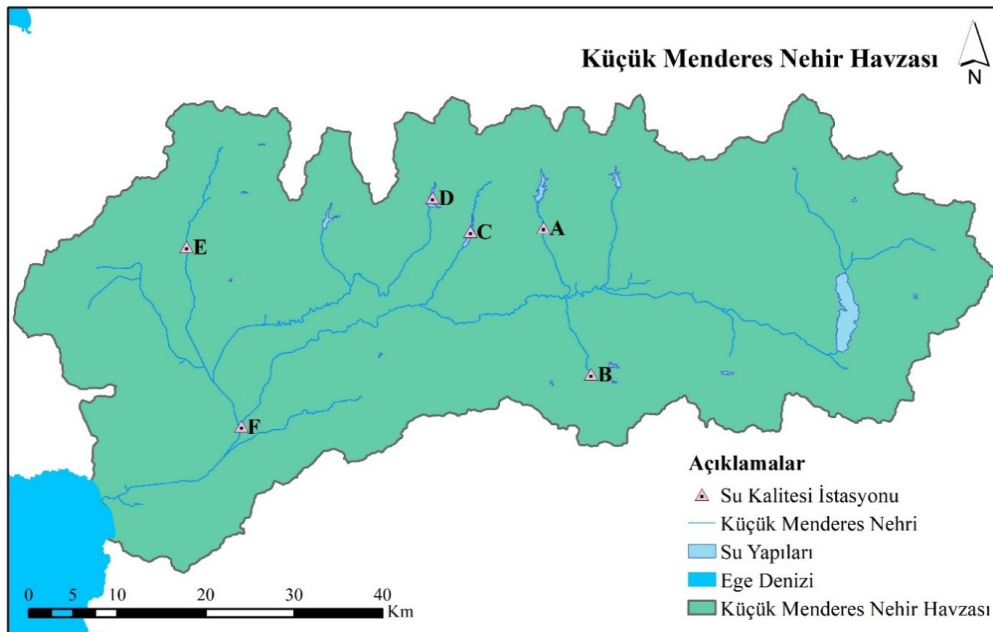 Küçük Menderes Nehir Havzası
N
D
C
A
E
B
F
Açıklamalar
Su Kalitesi İstasyonu
Küçük Menderes Nehri
Su Yapıları
Ege Denizi
Küçük Menderes Nehir Havzası
0 5 10 20 30 40
Km